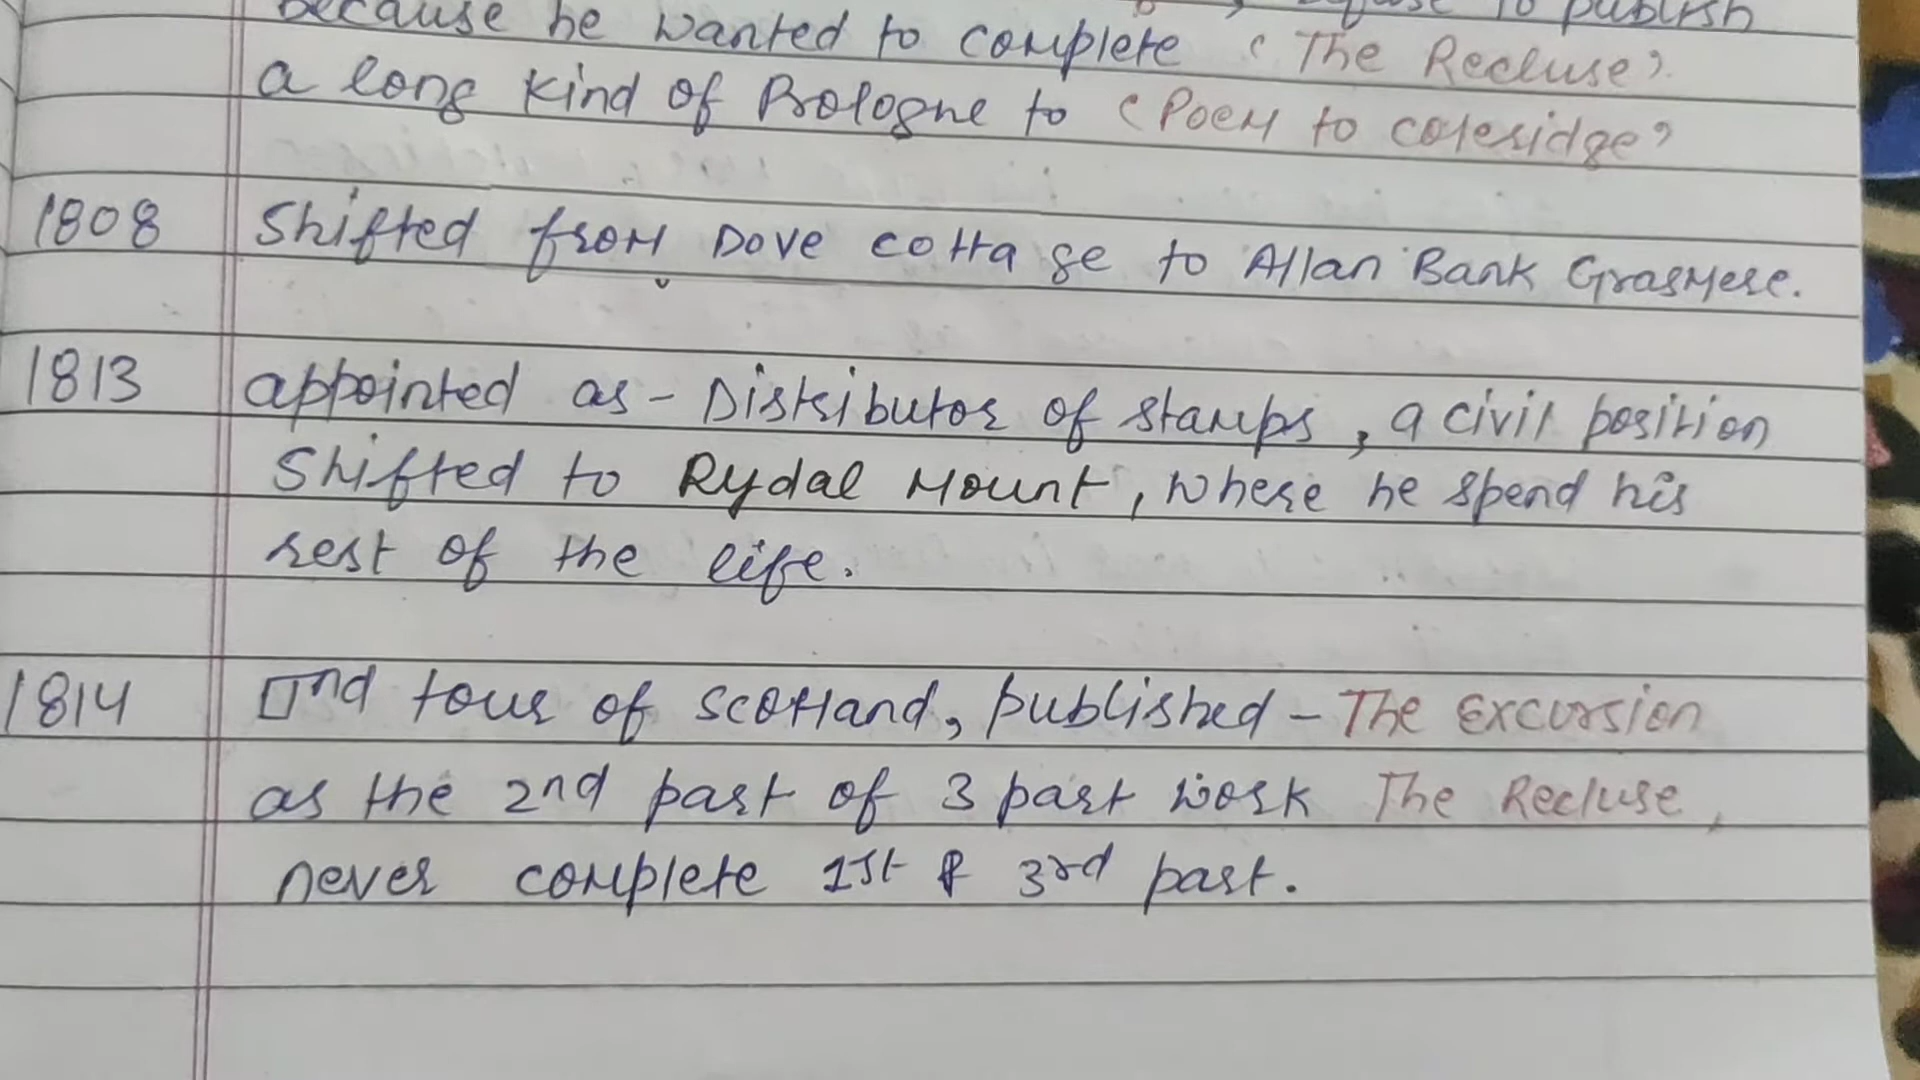 because he wanted to complete 'The Recluse'.
a long kind of Prologue to 'Poem to coleridge'
1808 Shifted from Dove cottage to Allan Bank Grasmere.
1813 appointed as - Distributor of stamps, a civil position
Shifted to Rydal Mount, where he spend his
rest of the life.
1814 IInd tour of Scotland, published - The Excursion
as the 2nd part of 3 part work The Recluse,
never complete 1st & 3rd part.